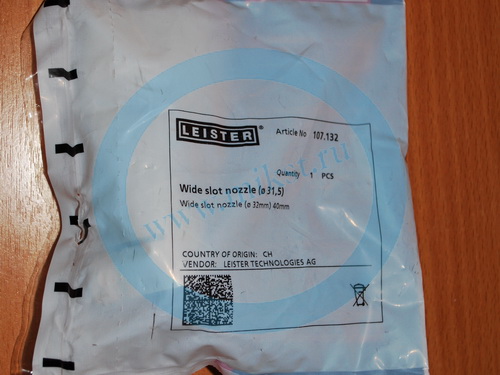 LEISTER®
Article No 107.132
Quantity 1 PCS
Wide slot nozzle (ø31,5)
Wide slot nozzle (ø 32mm) 40mm
COUNTRY OF ORIGIN: CH
VENDOR: LEISTER TECHNOLOGIES AG